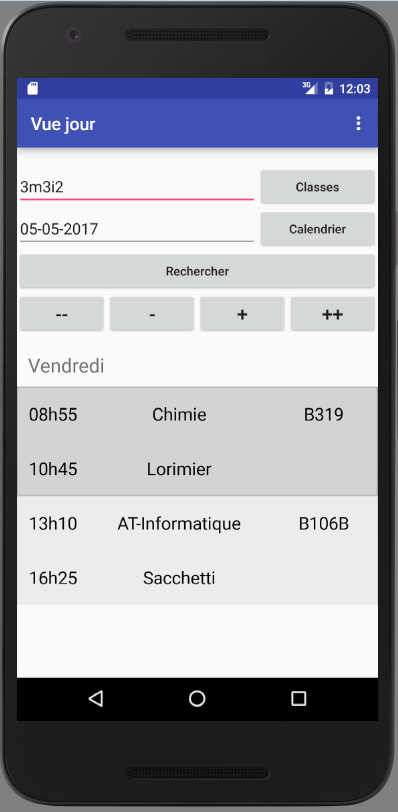 3G 12:03
Vue jour
3m3i2 Classes
05-05-2017 Calendrier
Rechercher
-- - + ++
Vendredi
08h55 Chimie B319
10h45 Lorimier
13h10 AT-Informatique B106B
16h25 Sacchetti